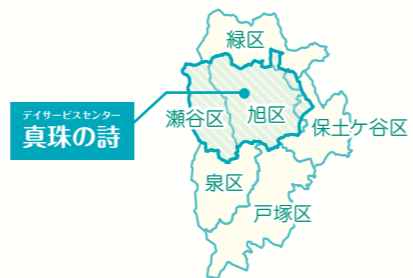 緑区
デイサービスセンター
真珠の詩
瀬谷区
旭区
保土ケ谷区
泉区
戸塚区